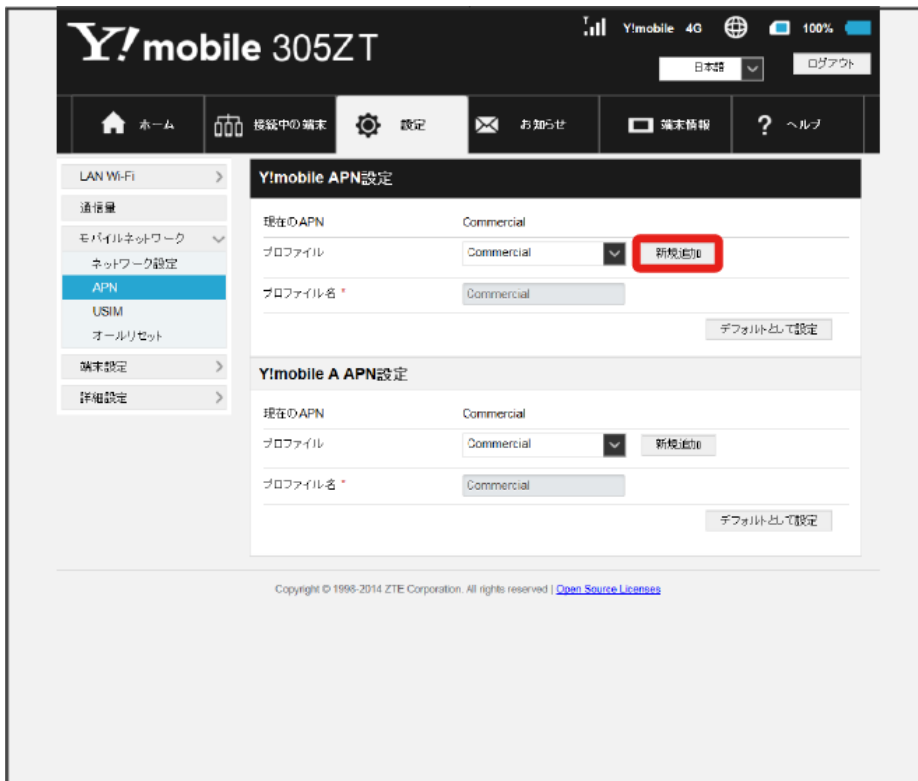 Y! mobile 305ZT
Y!mobile 4G 100%
日本語 ログアウト
ホーム 接続中の端末 設定 お知らせ 端末情報 ? ヘルプ
LAN Wi-Fi
通信量
モバイルネットワーク
ネットワーク設定
APN
USIM
オールリセット
端末設定
詳細設定
Y!mobile APN設定
現在のAPN Commercial
プロファイル Commercial 新規追加
プロファイル名 * Commercial
デフォルトとして設定
Y!mobile A APN設定
現在のAPN Commercial
プロファイル Commercial 新規追加
プロファイル名 * Commercial
デフォルトとして設定
Copyright © 1998-2014 ZTE Corporation. All rights reserved | Open Source Licenses